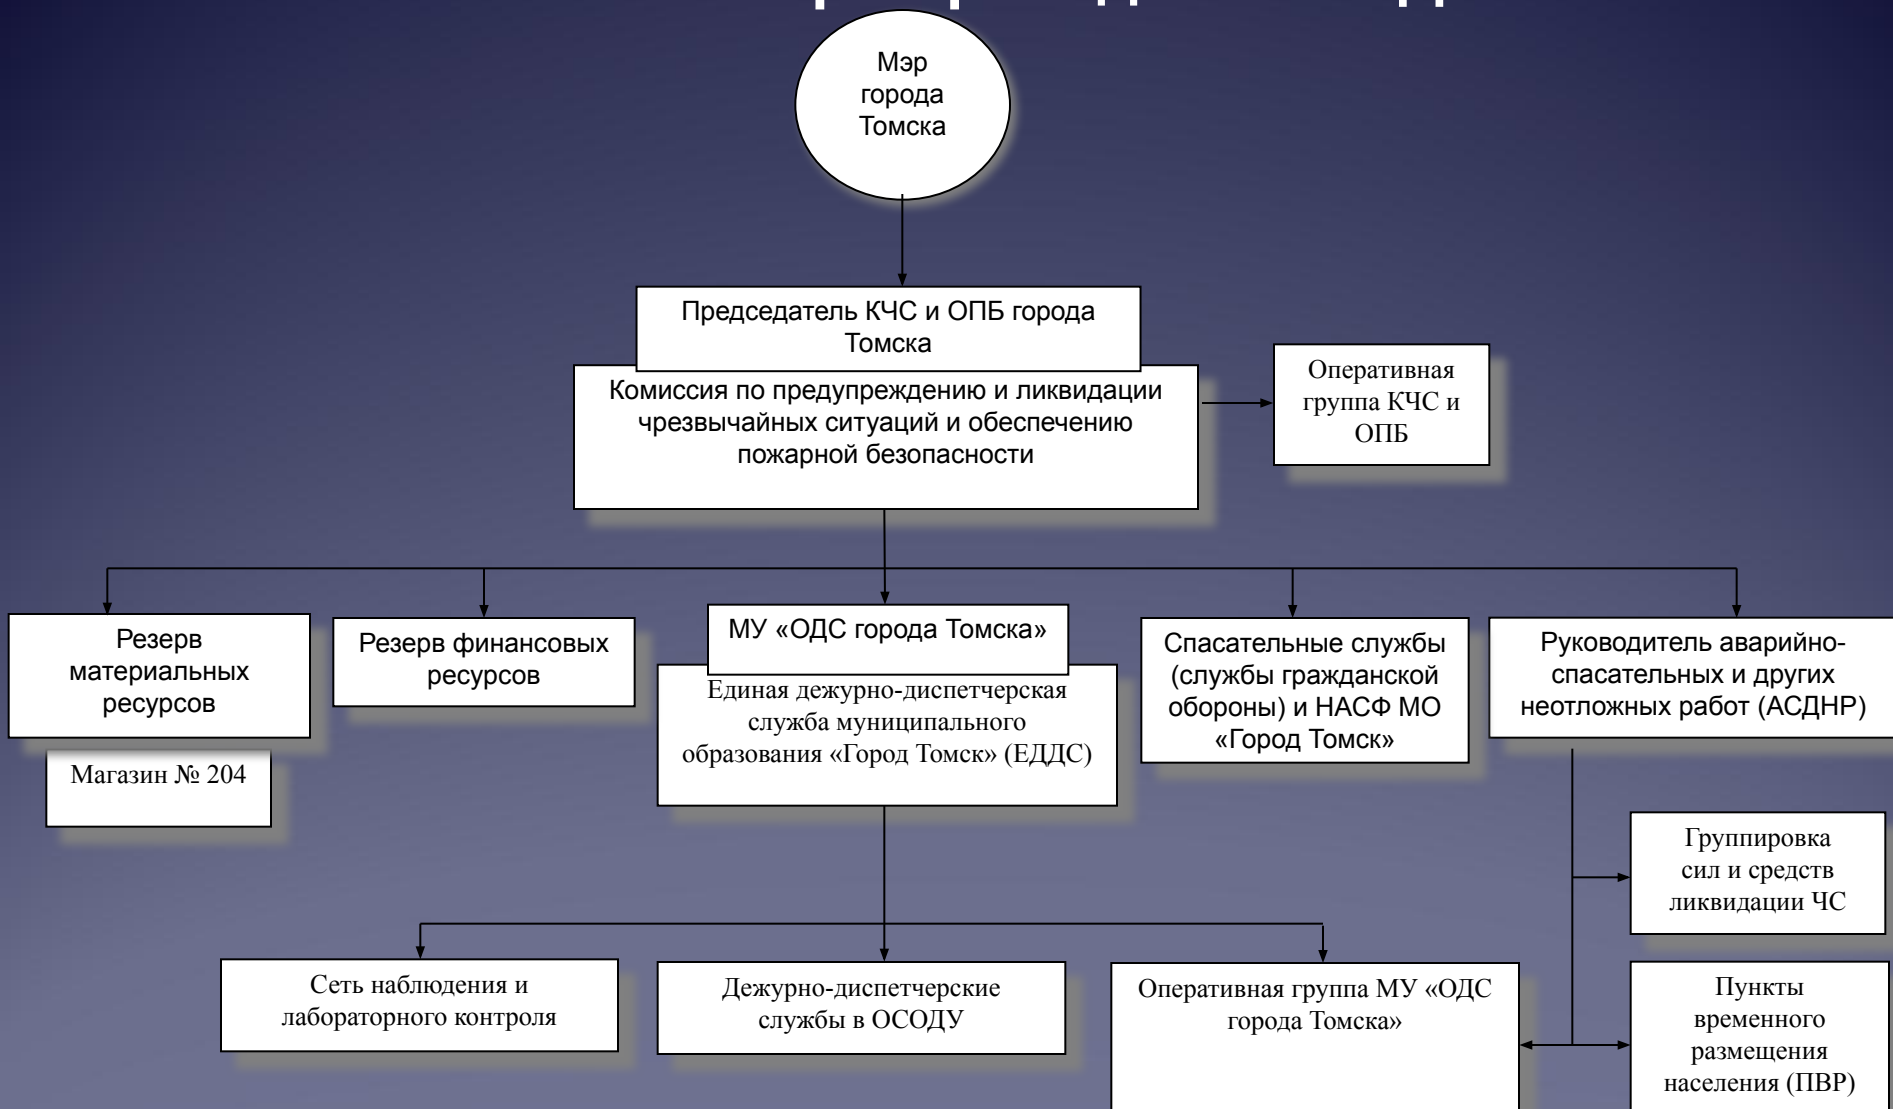 Мэр
города
Томска
Председатель КЧС и ОПБ города
Томска
Комиссия по предупреждению и ликвидации
чрезвычайных ситуаций и обеспечению
пожарной безопасности
Оперативная
группа КЧС и
ОПБ
Резерв
материальных
ресурсов
Магазин № 204
Резерв финансовых
ресурсов
МУ «ОДС города Томска»
Единая дежурно-диспетчерская
служба муниципального
образования «Город Томск» (ЕДДС)
Спасательные службы
(службы гражданской
обороны) и НАСФ МО
«Город Томск»
Руководитель аварийно-
спасательных и других
неотложных работ (АСДНР)
Группировка
сил и средств
ликвидации ЧС
Сеть наблюдения и
лабораторного контроля
Дежурно-диспетчерские
службы в ОСОДУ
Оперативная группа МУ «ОДС
города Томска»
Пункты
временного
размещения
населения (ПВР)